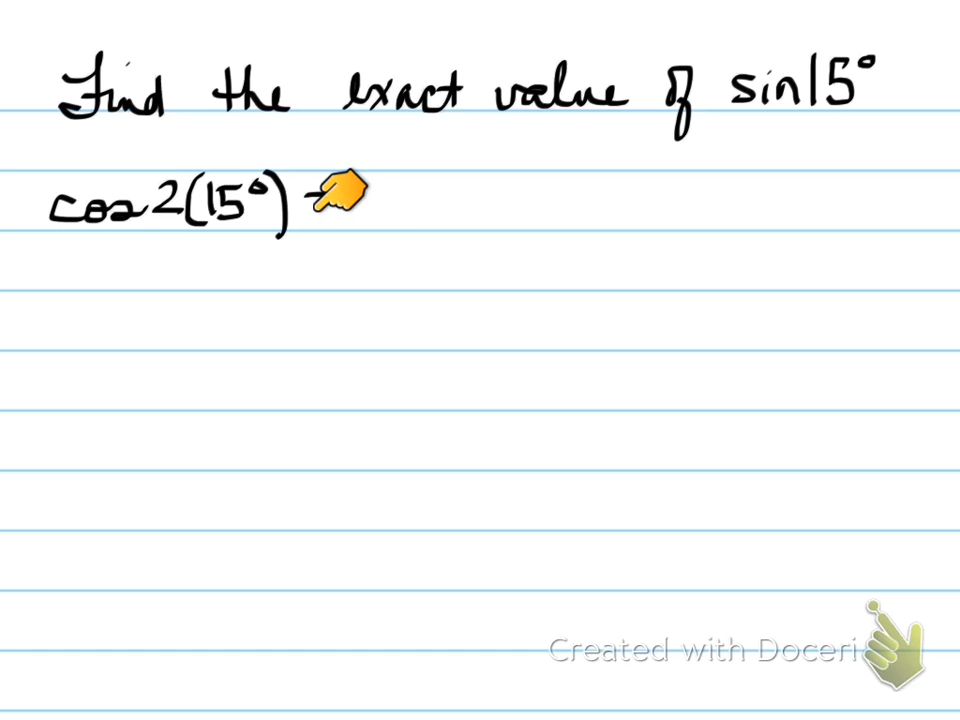 Find the exact value of sin15°
cos2(15°) =
Created with Doceri